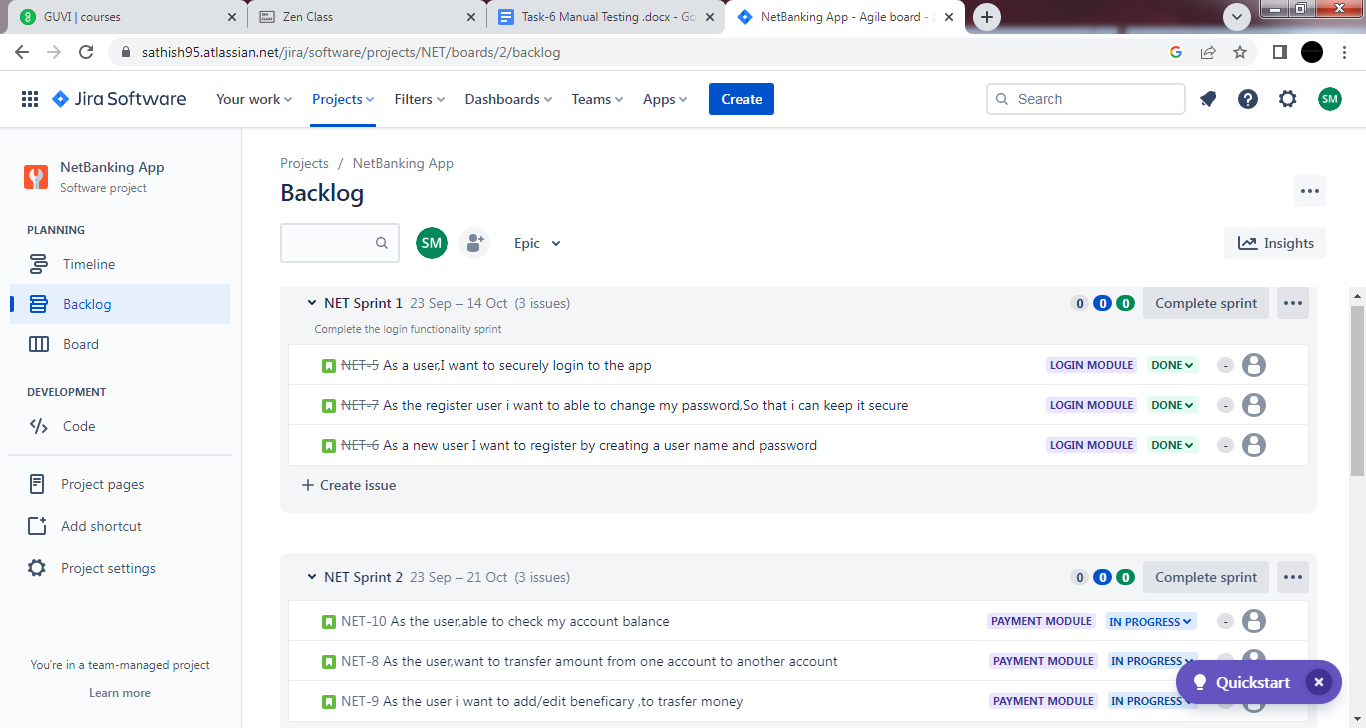 GUVI | courses
Zen Class
Task-6 Manual Testing .docx - Go
NetBanking App - Agile board - J
sathish95.atlassian.net/jira/software/projects/NET/boards/2/backlog
Jira Software
Your work
Projects
Filters
Dashboards
Teams
Apps
Create
Search
SM
NetBanking App
Software project
PLANNING
Timeline
Backlog
Board
DEVELOPMENT
Code
Project pages
Add shortcut
Project settings
You're in a team-managed project
Learn more
Projects / NetBanking App
Backlog
SM
Epic
Insights
NET Sprint 1 23 Sep – 14 Oct (3 issues) 0 0 0 Complete sprint
Complete the login functionality sprint
NET-5 As a user,I want to securely login to the app LOGIN MODULE DONE -
NET-7 As the register user i want to able to change my password,So that i can keep it secure LOGIN MODULE DONE -
NET-6 As a new user I want to register by creating a user name and password LOGIN MODULE DONE -
+ Create issue
NET Sprint 2 23 Sep – 21 Oct (3 issues) 0 0 0 Complete sprint
NET-10 As the user,able to check my account balance PAYMENT MODULE IN PROGRESS -
NET-8 As the user,want to transfer amount from one account to another account PAYMENT MODULE IN PROGRESS
NET-9 As the user i want to add/edit beneficary ,to trasfer money PAYMENT MODULE IN PROGRESS
Quickstart